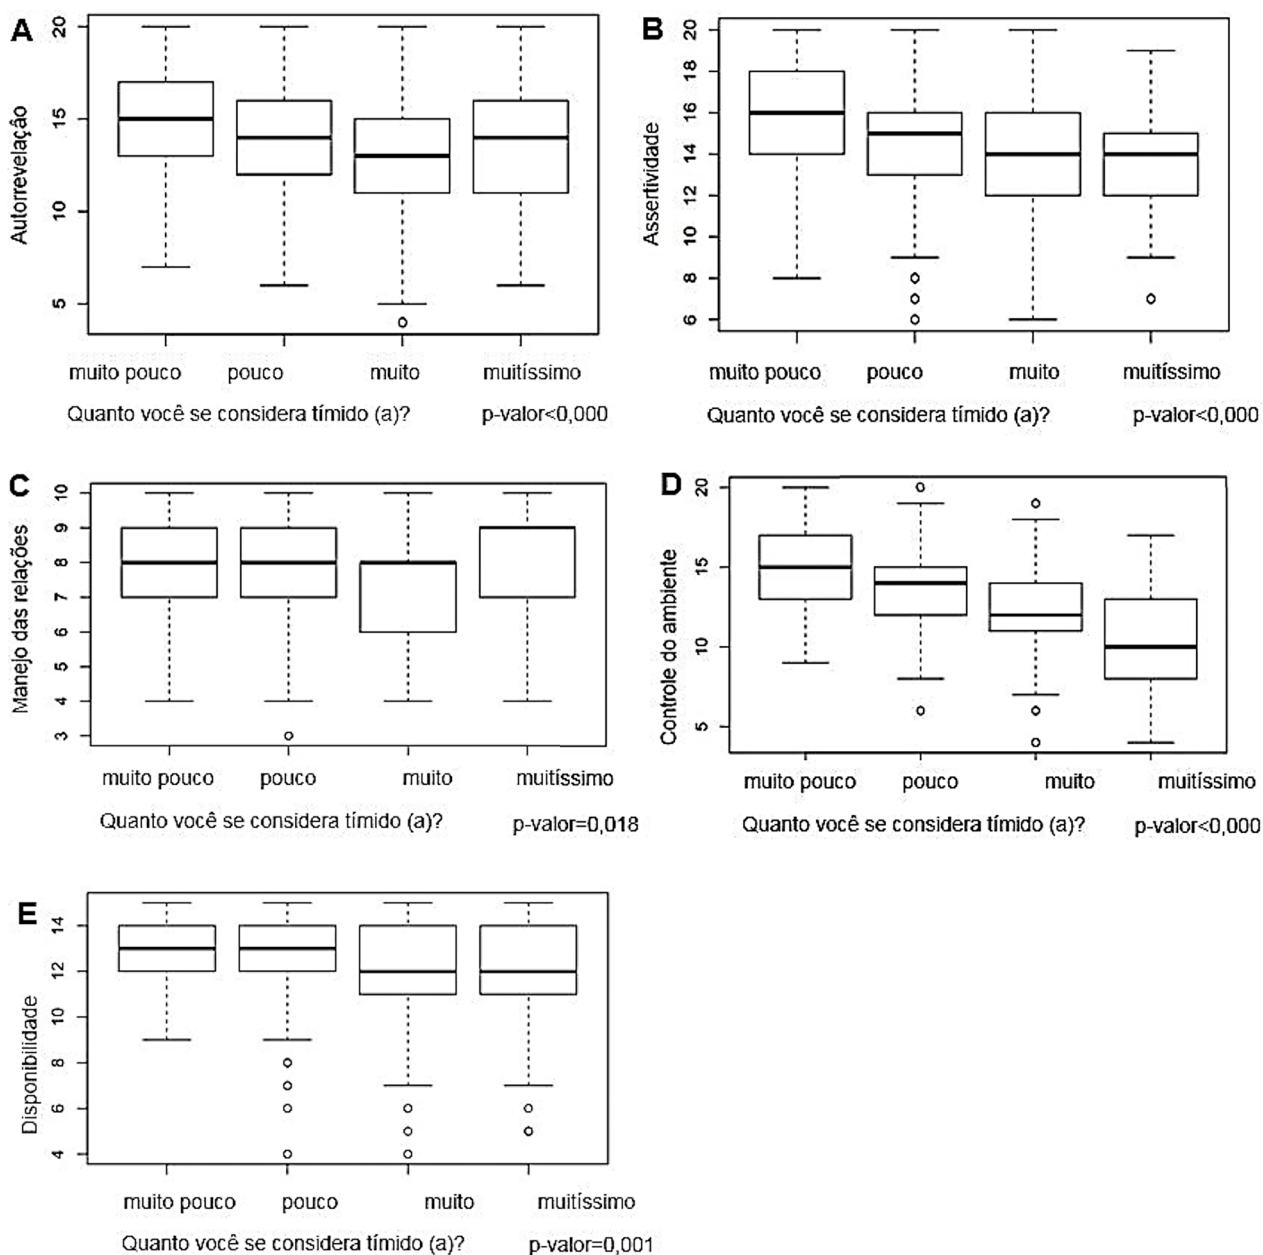 A
Autorrevelação
20
15
10
5
muito pouco pouco muito muitíssimo
Quanto você se considera tímido (a)? p-valor<0,000
B
Assertividade
20
18
16
14
12
10
8
6
muito pouco pouco muito muitíssimo
Quanto você se considera tímido (a)? p-valor<0,000
C
Manejo das relações
10
9
8
7
6
5
4
3
muito pouco pouco muito muitíssimo
Quanto você se considera tímido (a)? p-valor=0,018
D
Controle do ambiente
20
15
10
5
muito pouco pouco muito muitíssimo
Quanto você se considera tímido (a)? p-valor<0,000
E
Disponibilidade
14
12
10
8
6
4
muito pouco pouco muito muitíssimo
Quanto você se considera tímido (a)? p-valor=0,001